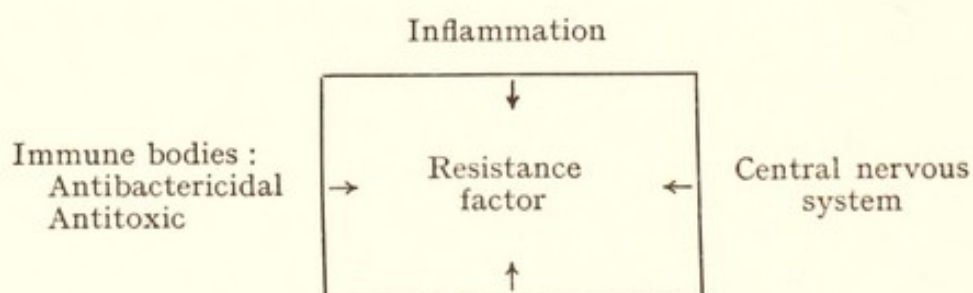 Inflammation
Immune bodies :
Antibactericidal
Antitoxic
Resistance
factor
Central nervous
system